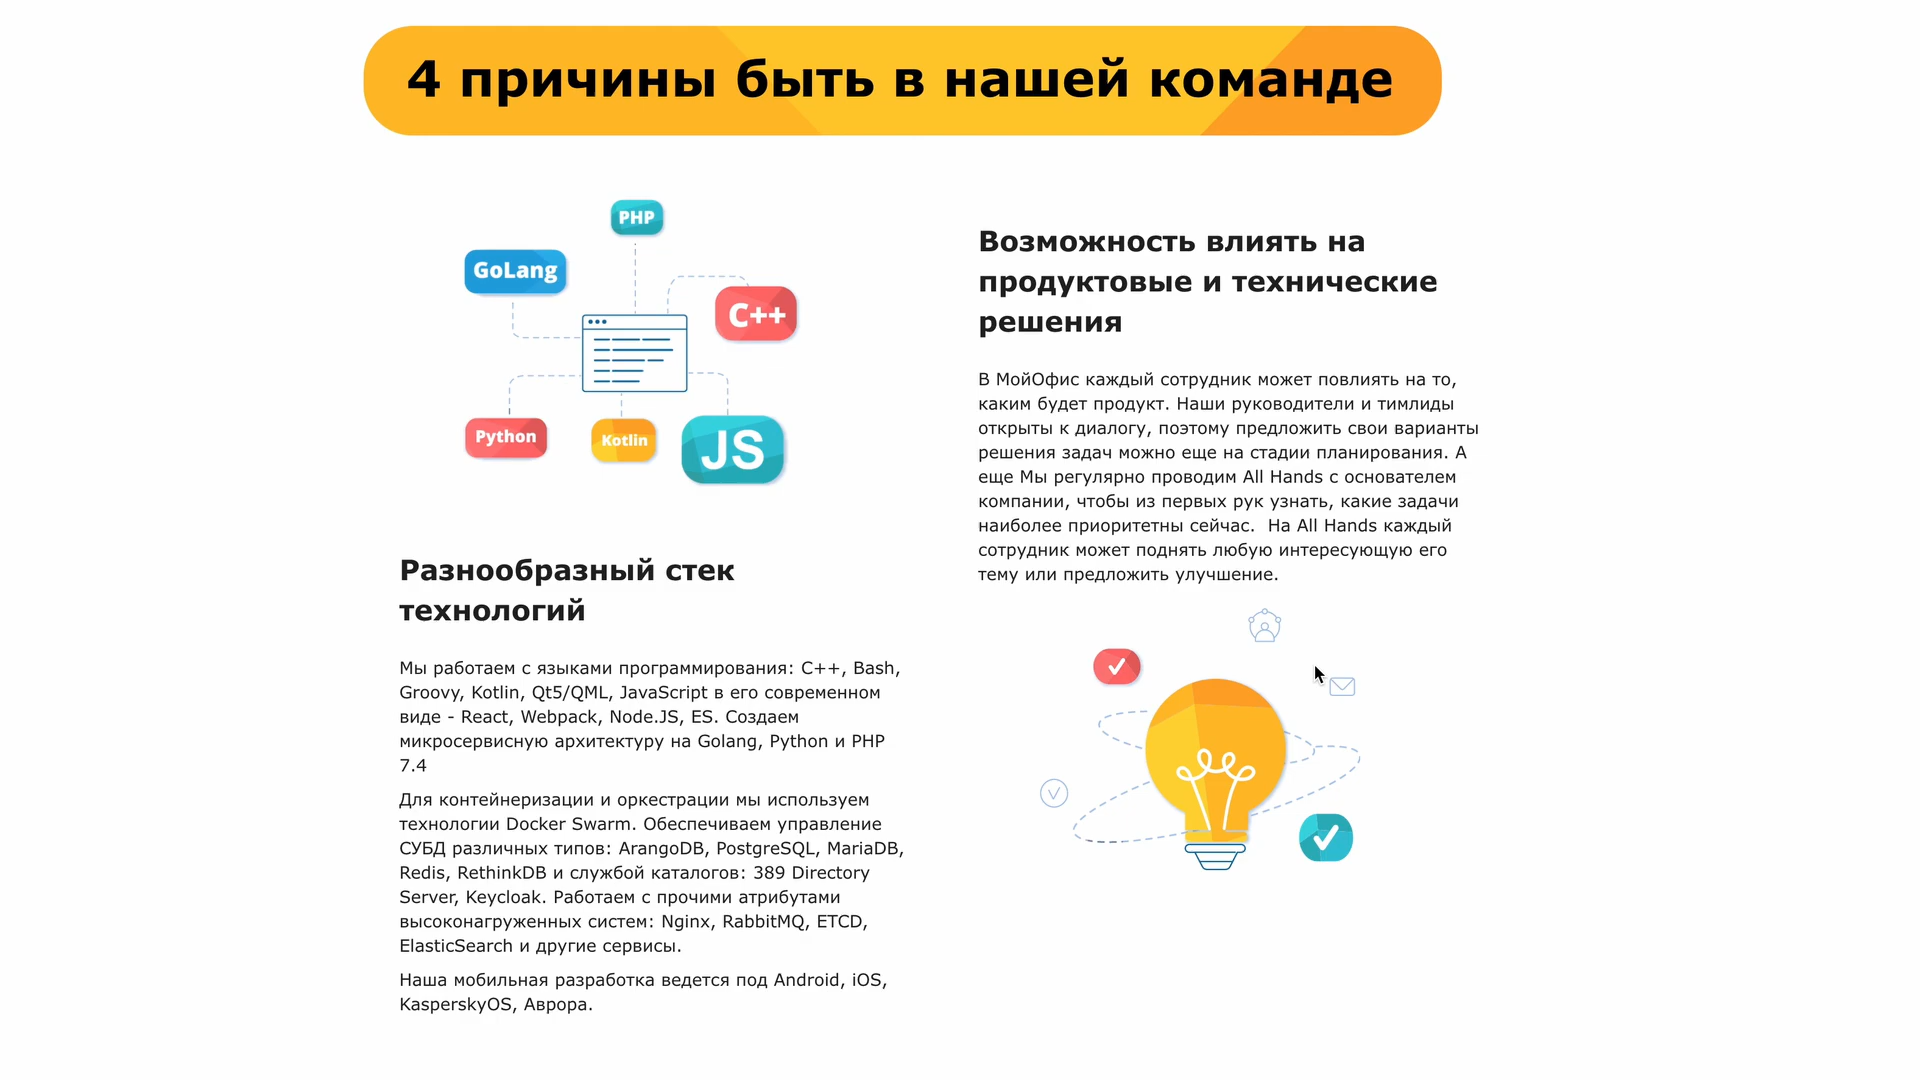 4 причины быть в нашей команде
PHP
GoLang
C++
Python
Kotlin
JS
Разнообразный стек
технологий
Мы работаем с языками программирования: C++, Bash,
Groovy, Kotlin, Qt5/QML, JavaScript в его современном
виде - React, Webpack, Node.JS, ES. Создаем
микросервисную архитектуру на Golang, Python и PHP
7.4
Для контейнеризации и оркестрации мы используем
технологии Docker Swarm. Обеспечиваем управление
СУБД различных типов: ArangoDB, PostgreSQL, MariaDB,
Redis, RethinkDB и службой каталогов: 389 Directory
Server, Keycloak. Работаем с прочими атрибутами
высоконагруженных систем: Nginx, RabbitMQ, ETCD,
ElasticSearch и другие сервисы.
Наша мобильная разработка ведется под Android, iOS,
KasperskyOS, Аврора.
Возможность влиять на
продуктовые и технические
решения
В МойОфис каждый сотрудник может повлиять на то,
каким будет продукт. Наши руководители и тимлиды
открыты к диалогу, поэтому предложить свои варианты
решения задач можно еще на стадии планирования. А
еще Мы регулярно проводим All Hands с основателем
компании, чтобы из первых рук узнать, какие задачи
наиболее приоритетны сейчас.  На All Hands каждый
сотрудник может поднять любую интересующую его
тему или предложить улучшение.